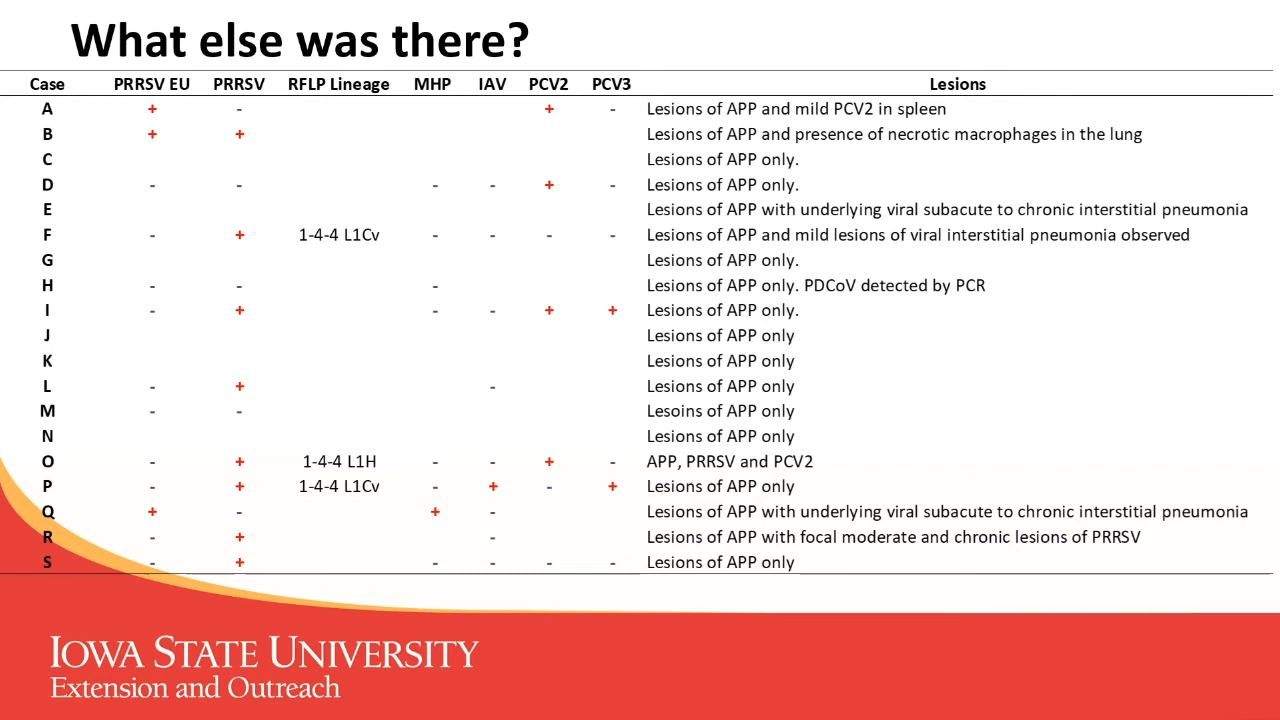 What else was there?
Case PRRSV EU PRRSV RFLP Lineage MHP IAV PCV2 PCV3 Lesions
A + - + - Lesions of APP and mild PCV2 in spleen
B + + Lesions of APP and presence of necrotic macrophages in the lung
C Lesions of APP only.
D - - - - + - Lesions of APP only.
E Lesions of APP with underlying viral subacute to chronic interstitial pneumonia
F - + 1-4-4 L1Cv - - - - Lesions of APP and mild lesions of viral interstitial pneumonia observed
G Lesions of APP only.
H - - - Lesions of APP only. PDCoV detected by PCR
I - + - - + + Lesions of APP only.
J Lesions of APP only
K Lesions of APP only
L - + - Lesions of APP only
M - - Lesoins of APP only
N Lesions of APP only
O - + 1-4-4 L1H - - + - APP, PRRSV and PCV2
P - + 1-4-4 L1Cv - + - + Lesions of APP only
Q + - + - Lesions of APP with underlying viral subacute to chronic interstitial pneumonia
R - + - Lesions of APP with focal moderate and chronic lesions of PRRSV
S - + - - - - Lesions of APP only
IOWA STATE UNIVERSITY
Extension and Outreach